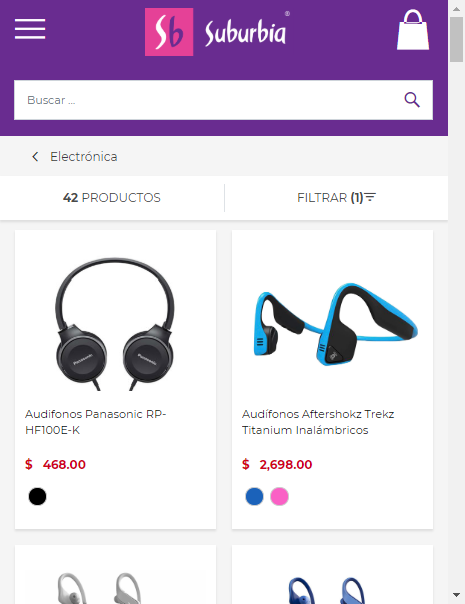 Sb Suburbia®
Buscar ...
Electrónica
42 PRODUCTOS
FILTRAR (1)
Panasonic
Panasonic
Audifonos Panasonic RP-
HF100E-K
$ 468.00
Audífonos Aftershokz Trekz
Titanium Inalámbricos
$ 2,698.00